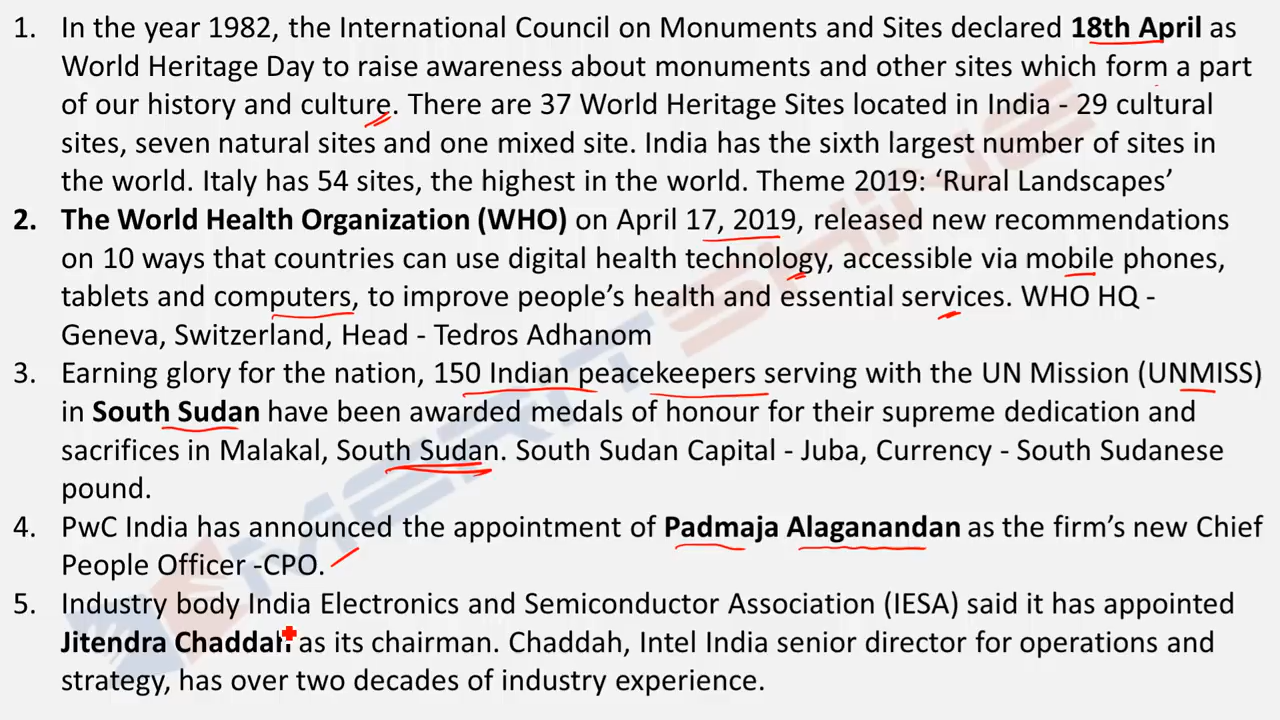 1. In the year 1982, the International Council on Monuments and Sites declared 18th April as
World Heritage Day to raise awareness about monuments and other sites which form a part
of our history and culture. There are 37 World Heritage Sites located in India - 29 cultural
sites, seven natural sites and one mixed site. India has the sixth largest number of sites in
the world. Italy has 54 sites, the highest in the world. Theme 2019: ‘Rural Landscapes’
2. The World Health Organization (WHO) on April 17, 2019, released new recommendations
on 10 ways that countries can use digital health technology, accessible via mobile phones,
tablets and computers, to improve people’s health and essential services. WHO HQ -
Geneva, Switzerland, Head - Tedros Adhanom
3. Earning glory for the nation, 150 Indian peacekeepers serving with the UN Mission (UNMISS)
in South Sudan have been awarded medals of honour for their supreme dedication and
sacrifices in Malakal, South Sudan. South Sudan Capital - Juba, Currency - South Sudanese
pound.
4. PwC India has announced the appointment of Padmaja Alaganandan as the firm’s new Chief
People Officer -CPO.
5. Industry body India Electronics and Semiconductor Association (IESA) said it has appointed
Jitendra Chaddah as its chairman. Chaddah, Intel India senior director for operations and
strategy, has over two decades of industry experience.
MERITSHINE